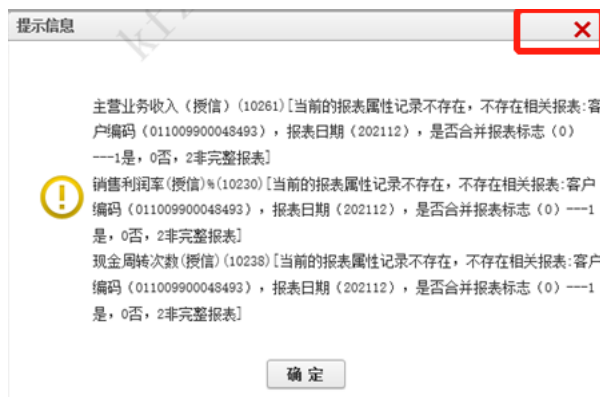 提示信息
主营业务收入（授信）(10261)[当前的报表属性记录不存在，不存在相关报表:客
户编码（011009900048493），报表日期（202112），是否合并报表标志（0）
---1是，0否，2非完整报表]
销售利润率(授信)%(10230)[当前的报表属性记录不存在，不存在相关报表:客户
编码（011009900048493），报表日期（202112），是否合并报表标志（0）---1
是，0否，2非完整报表]
现金周转次数(授信)(10238)[当前的报表属性记录不存在，不存在相关报表:客户
编码（011009900048493），报表日期（202112），是否合并报表标志（0）---1
是，0否，2非完整报表]
确定